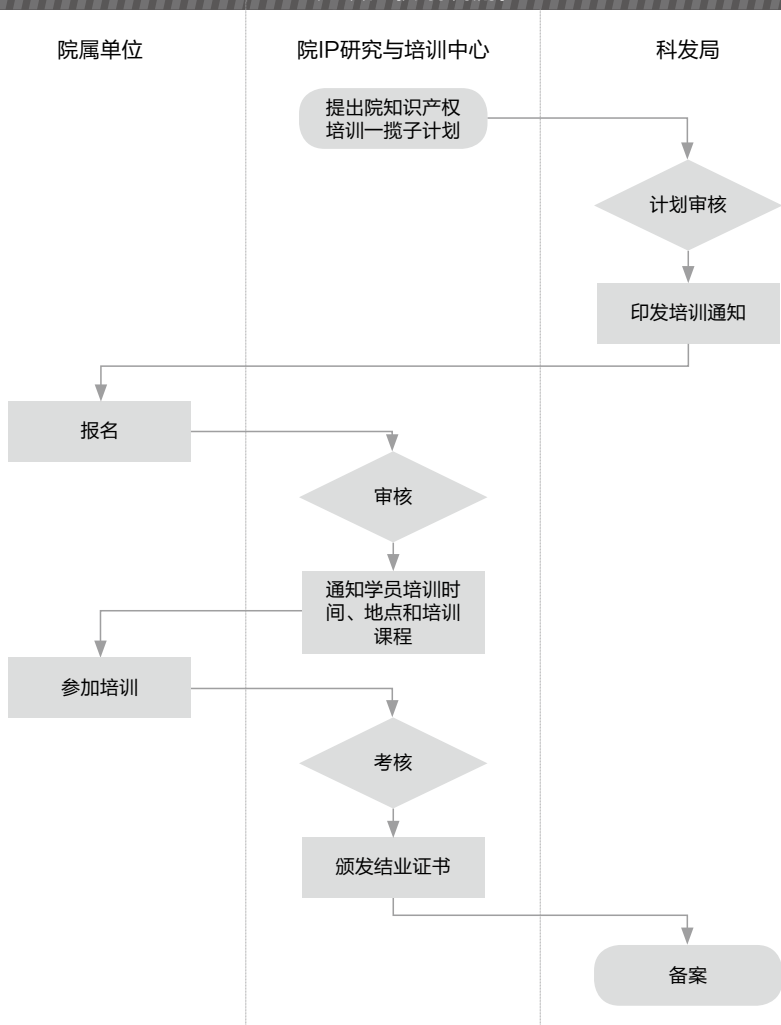 院属单位
院IP研究与培训中心
科发局
提出院知识产权
培训一揽子计划
计划审核
印发培训通知
报名
审核
通知学员培训时
间、地点和培训
课程
参加培训
考核
颁发结业证书
备案